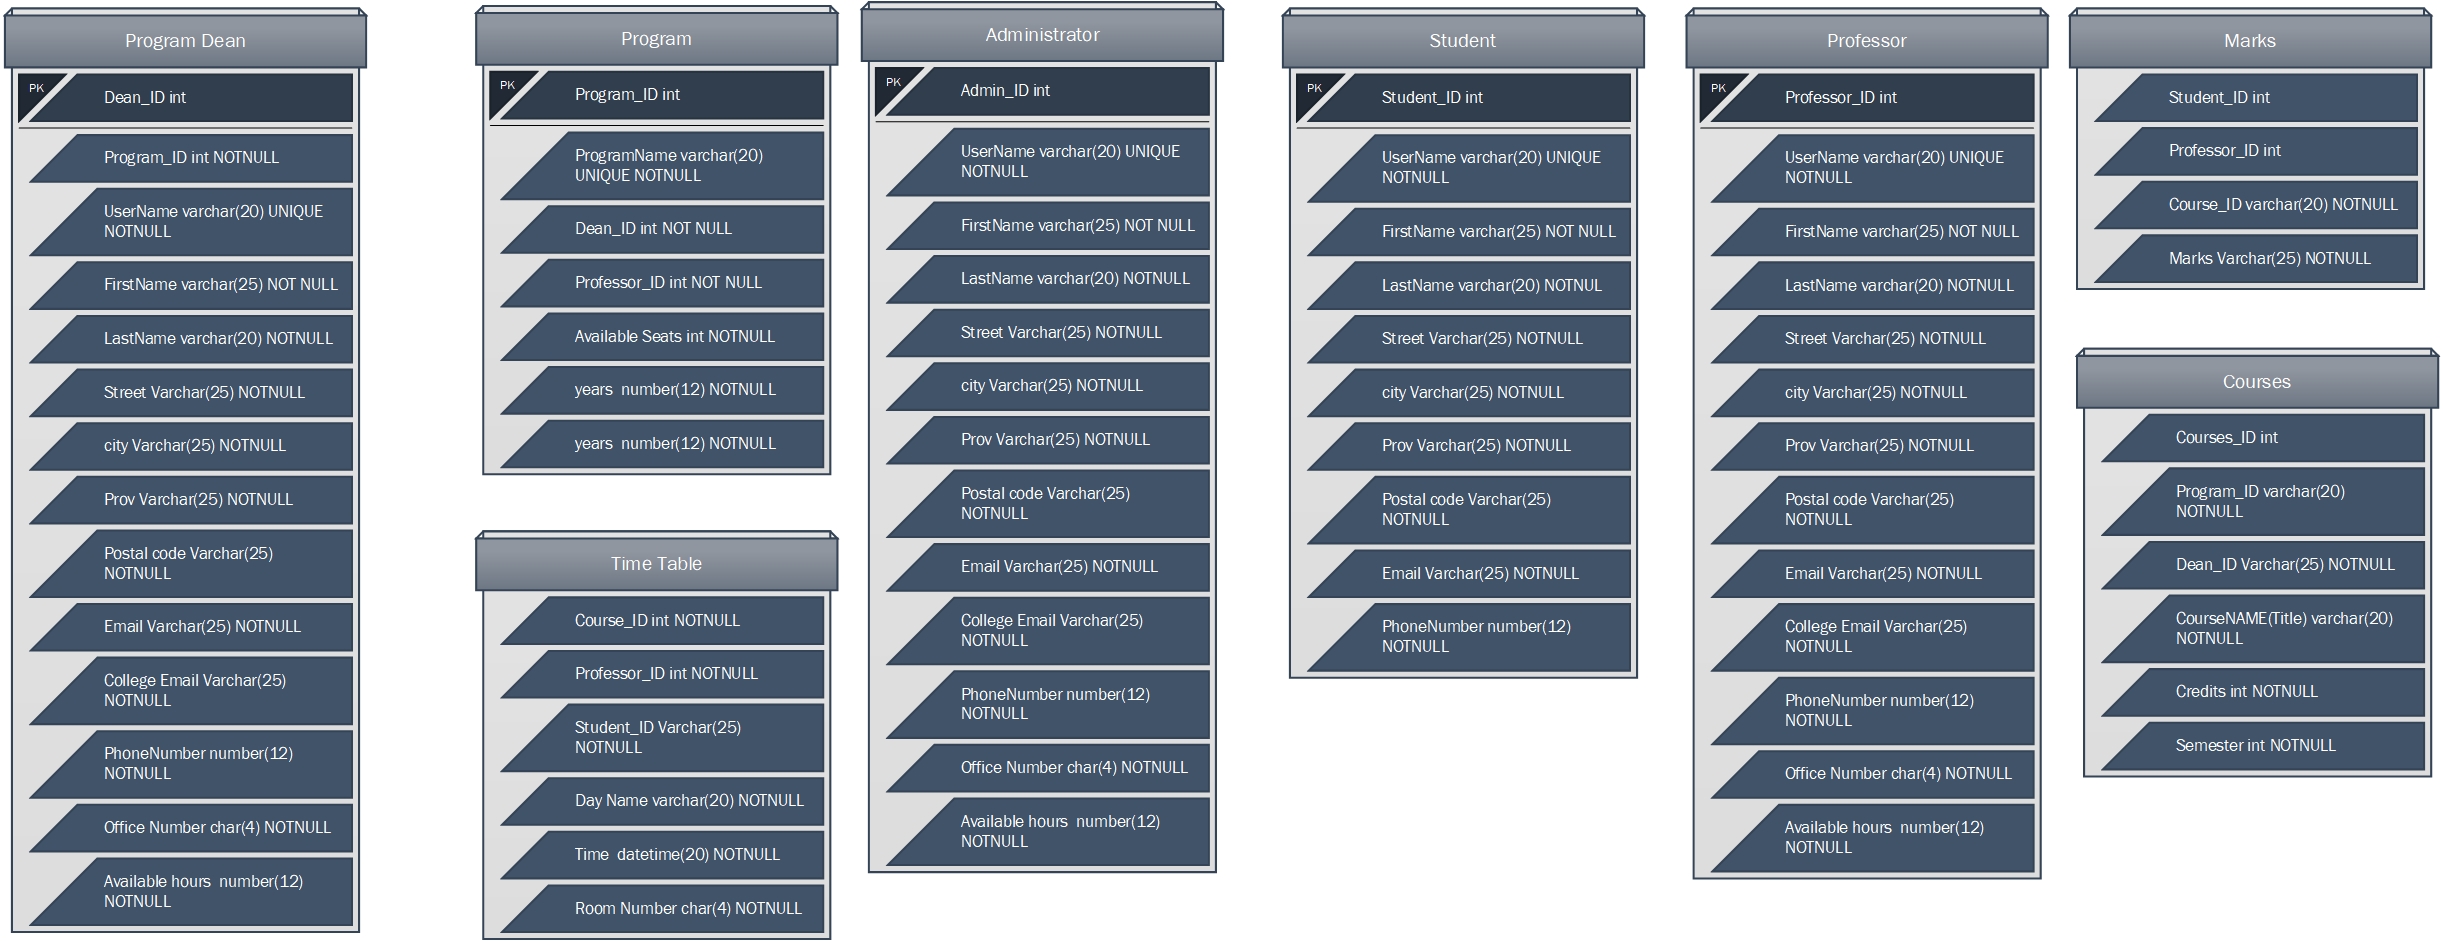 Program Dean
PK
Dean_ID int
Program_ID int NOTNULL
UserName varchar(20) UNIQUE
NOTNULL
FirstName varchar(25) NOT NULL
LastName varchar(20) NOTNULL
Street Varchar(25) NOTNULL
city Varchar(25) NOTNULL
Prov Varchar(25) NOTNULL
Postal code Varchar(25)
NOTNULL
Email Varchar(25) NOTNULL
College Email Varchar(25)
NOTNULL
PhoneNumber number(12)
NOTNULL
Office Number char(4) NOTNULL
Available hours  number(12)
NOTNULL
Program
PK
Program_ID int
ProgramName varchar(20)
UNIQUE NOTNULL
Dean_ID int NOT NULL
Professor_ID int NOT NULL
Available Seats int NOTNULL
years  number(12) NOTNULL
years  number(12) NOTNULL
Time Table
Course_ID int NOTNULL
Professor_ID int NOTNULL
Student_ID Varchar(25)
NOTNULL
Day Name varchar(20) NOTNULL
Time  datetime(20) NOTNULL
Room Number char(4) NOTNULL
Administrator
PK
Admin_ID int
UserName varchar(20) UNIQUE
NOTNULL
FirstName varchar(25) NOT NULL
LastName varchar(20) NOTNULL
Street Varchar(25) NOTNULL
city Varchar(25) NOTNULL
Prov Varchar(25) NOTNULL
Postal code Varchar(25)
NOTNULL
Email Varchar(25) NOTNULL
College Email Varchar(25)
NOTNULL
PhoneNumber number(12)
NOTNULL
Office Number char(4) NOTNULL
Available hours  number(12)
NOTNULL
Student
PK
Student_ID int
UserName varchar(20) UNIQUE
NOTNULL
FirstName varchar(25) NOT NULL
LastName varchar(20) NOTNUL
Street Varchar(25) NOTNULL
city Varchar(25) NOTNULL
Prov Varchar(25) NOTNULL
Postal code Varchar(25)
NOTNULL
Email Varchar(25) NOTNULL
PhoneNumber number(12)
NOTNULL
Professor
PK
Professor_ID int
UserName varchar(20) UNIQUE
NOTNULL
FirstName varchar(25) NOT NULL
LastName varchar(20) NOTNULL
Street Varchar(25) NOTNULL
city Varchar(25) NOTNULL
Prov Varchar(25) NOTNULL
Postal code Varchar(25)
NOTNULL
Email Varchar(25) NOTNULL
College Email Varchar(25)
NOTNULL
PhoneNumber number(12)
NOTNULL
Office Number char(4) NOTNULL
Available hours  number(12)
NOTNULL
Marks
Student_ID int
Professor_ID int
Course_ID varchar(20) NOTNULL
Marks Varchar(25) NOTNULL
Courses
Courses_ID int
Program_ID varchar(20)
NOTNULL
Dean_ID Varchar(25) NOTNULL
CourseNAME(Title) varchar(20)
NOTNULL
Credits int NOTNULL
Semester int NOTNULL